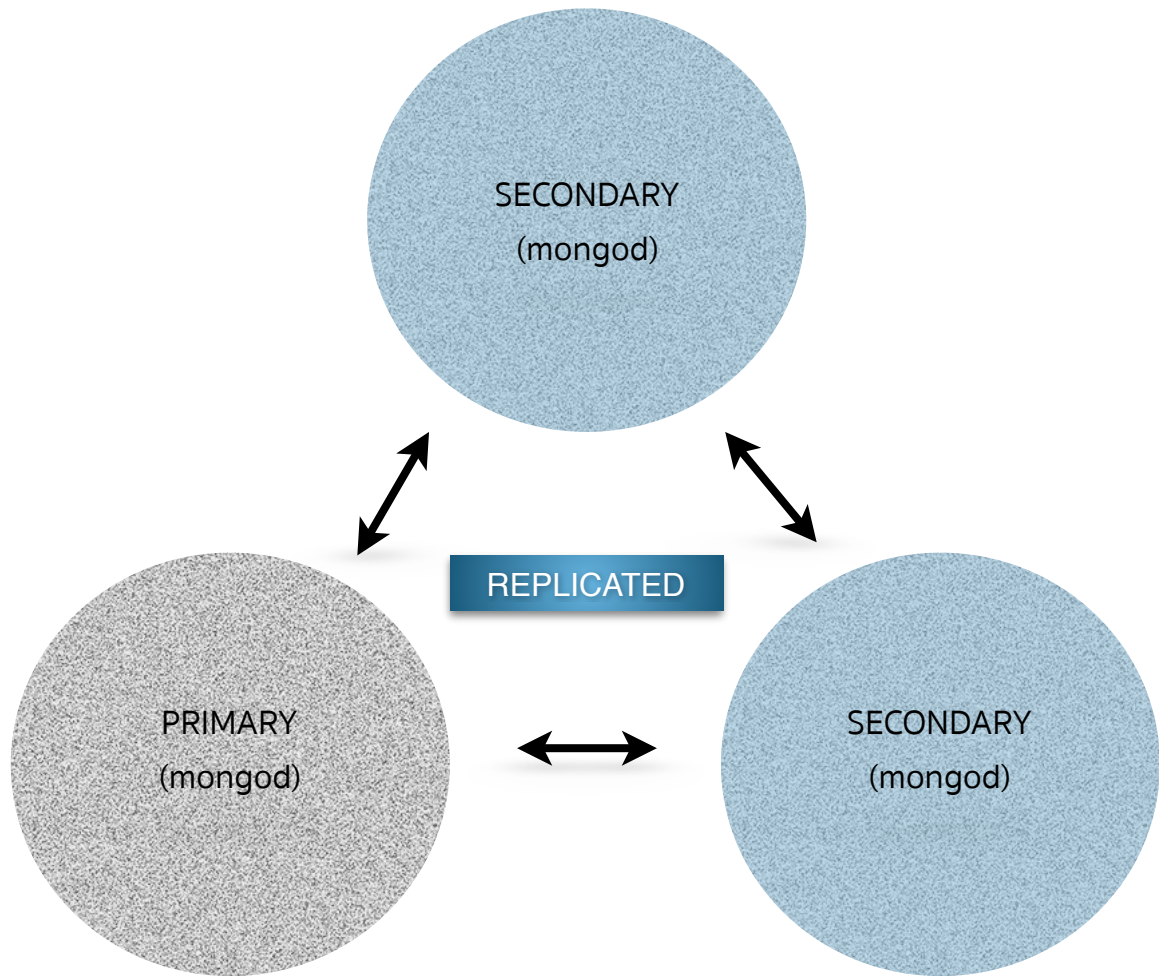 SECONDARY
(mongod)
REPLICATED
PRIMARY
(mongod)
SECONDARY
(mongod)